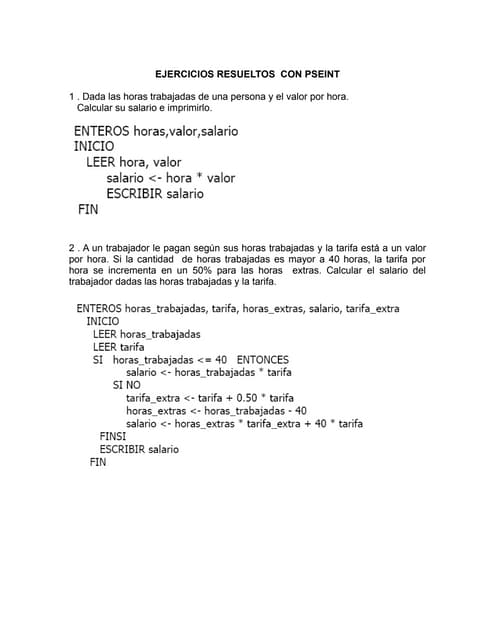 EJERCICIOS RESUELTOS CON PSEINT
1 . Dada las horas trabajadas de una persona y el valor por hora.
Calcular su salario e imprimirlo.
ENTEROS horas,valor,salario
INICIO
LEER hora, valor
salario <- hora * valor
ESCRIBIR salario
FIN
2 . A un trabajador le pagan según sus horas trabajadas y la tarifa está a un valor
por hora. Si la cantidad de horas trabajadas es mayor a 40 horas, la tarifa por
hora se incrementa en un 50% para las horas extras. Calcular el salario del
trabajador dadas las horas trabajadas y la tarifa.
ENTEROS horas_trabajadas, tarifa, horas_extras, salario, tarifa_extra
INICIO
LEER horas_trabajadas
LEER tarifa
SI horas_trabajadas <= 40 ENTONCES
salario <- horas_trabajadas * tarifa
SI NO
tarifa_extra <- tarifa + 0.50 * tarifa
horas_extras <- horas_trabajadas - 40
salario <- horas_extras * tarifa_extra + 40 * tarifa
FINSI
ESCRIBIR salario
FIN